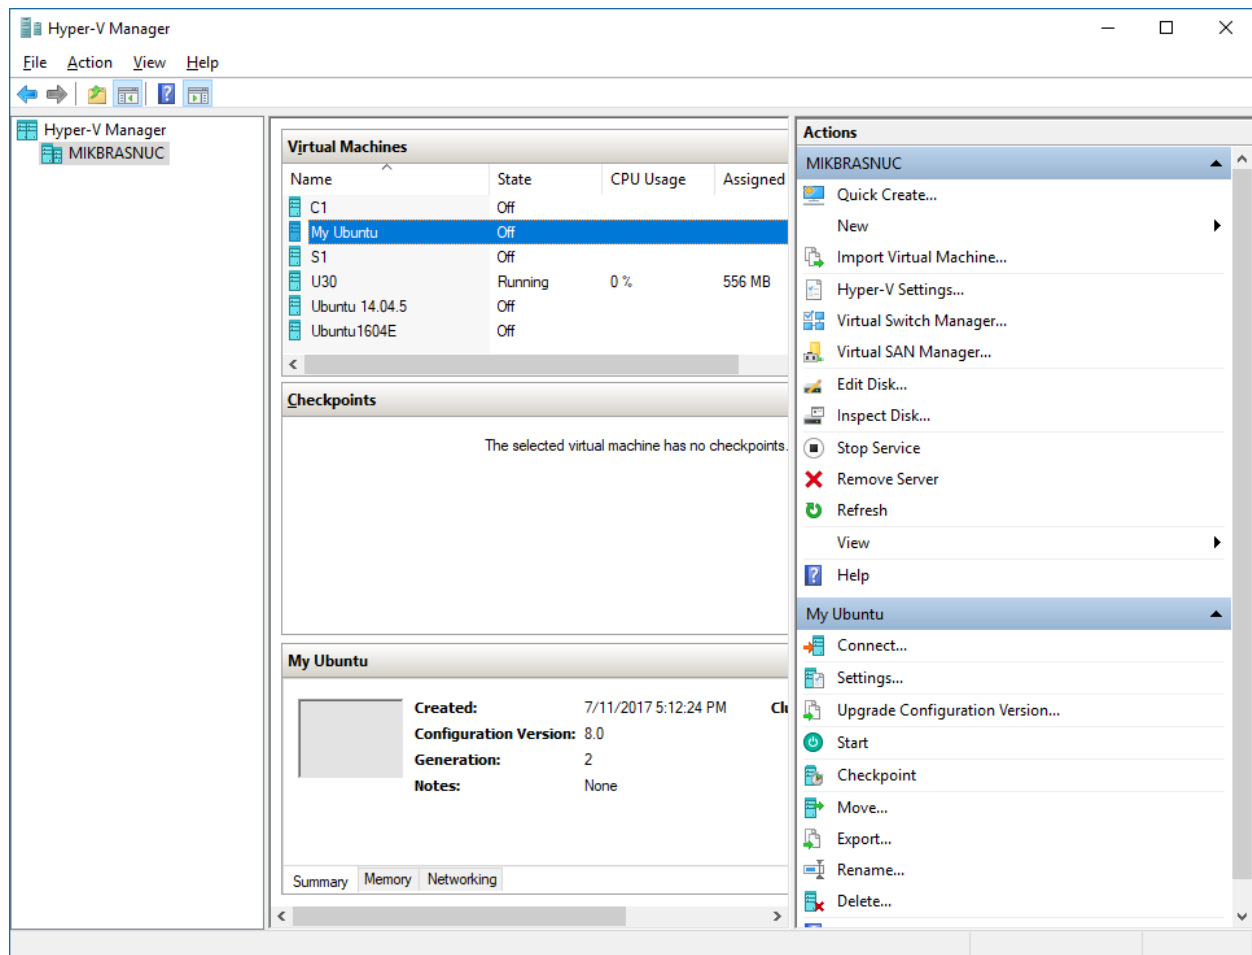 Hyper-V Manager
File Action View Help
Hyper-V Manager
MIKBRASNUC
Virtual Machines
Name State CPU Usage Assigned
C1 Off
My Ubuntu Off
S1 Off
U30 Running 0 % 556 MB
Ubuntu 14.04.5 Off
Ubuntu1604E Off
Checkpoints
The selected virtual machine has no checkpoints.
My Ubuntu
Created: 7/11/2017 5:12:24 PM Clu
Configuration Version: 8.0
Generation: 2
Notes: None
Summary Memory Networking
Actions
MIKBRASNUC
Quick Create...
New
Import Virtual Machine...
Hyper-V Settings...
Virtual Switch Manager...
Virtual SAN Manager...
Edit Disk...
Inspect Disk...
Stop Service
Remove Server
Refresh
View
Help
My Ubuntu
Connect...
Settings...
Upgrade Configuration Version...
Start
Checkpoint
Move...
Export...
Rename...
Delete...